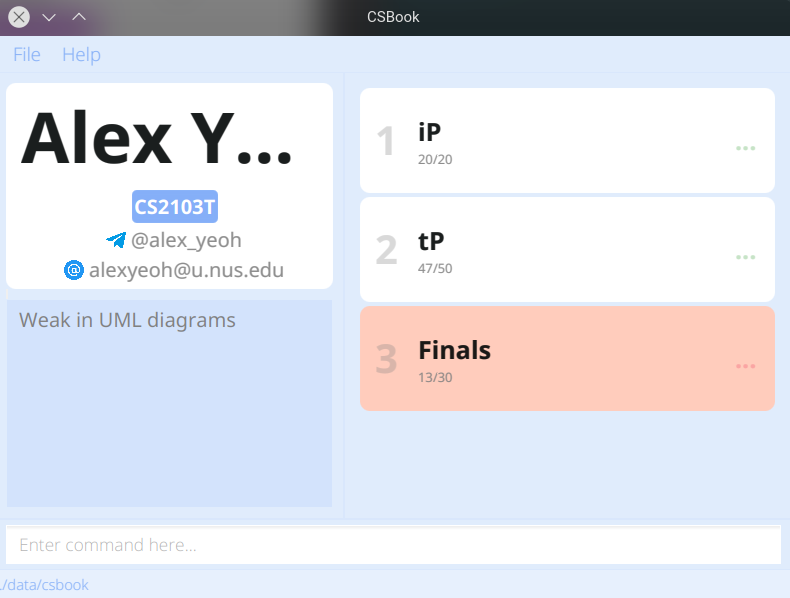 CSBook
File Help
Alex Y...
CS2103T
@alex_yeoh
alexyeoh@u.nus.edu
Weak in UML diagrams
1 iP
20/20
...
2 tP
47/50
...
3 Finals
13/30
...
Enter command here...
./data/csbook